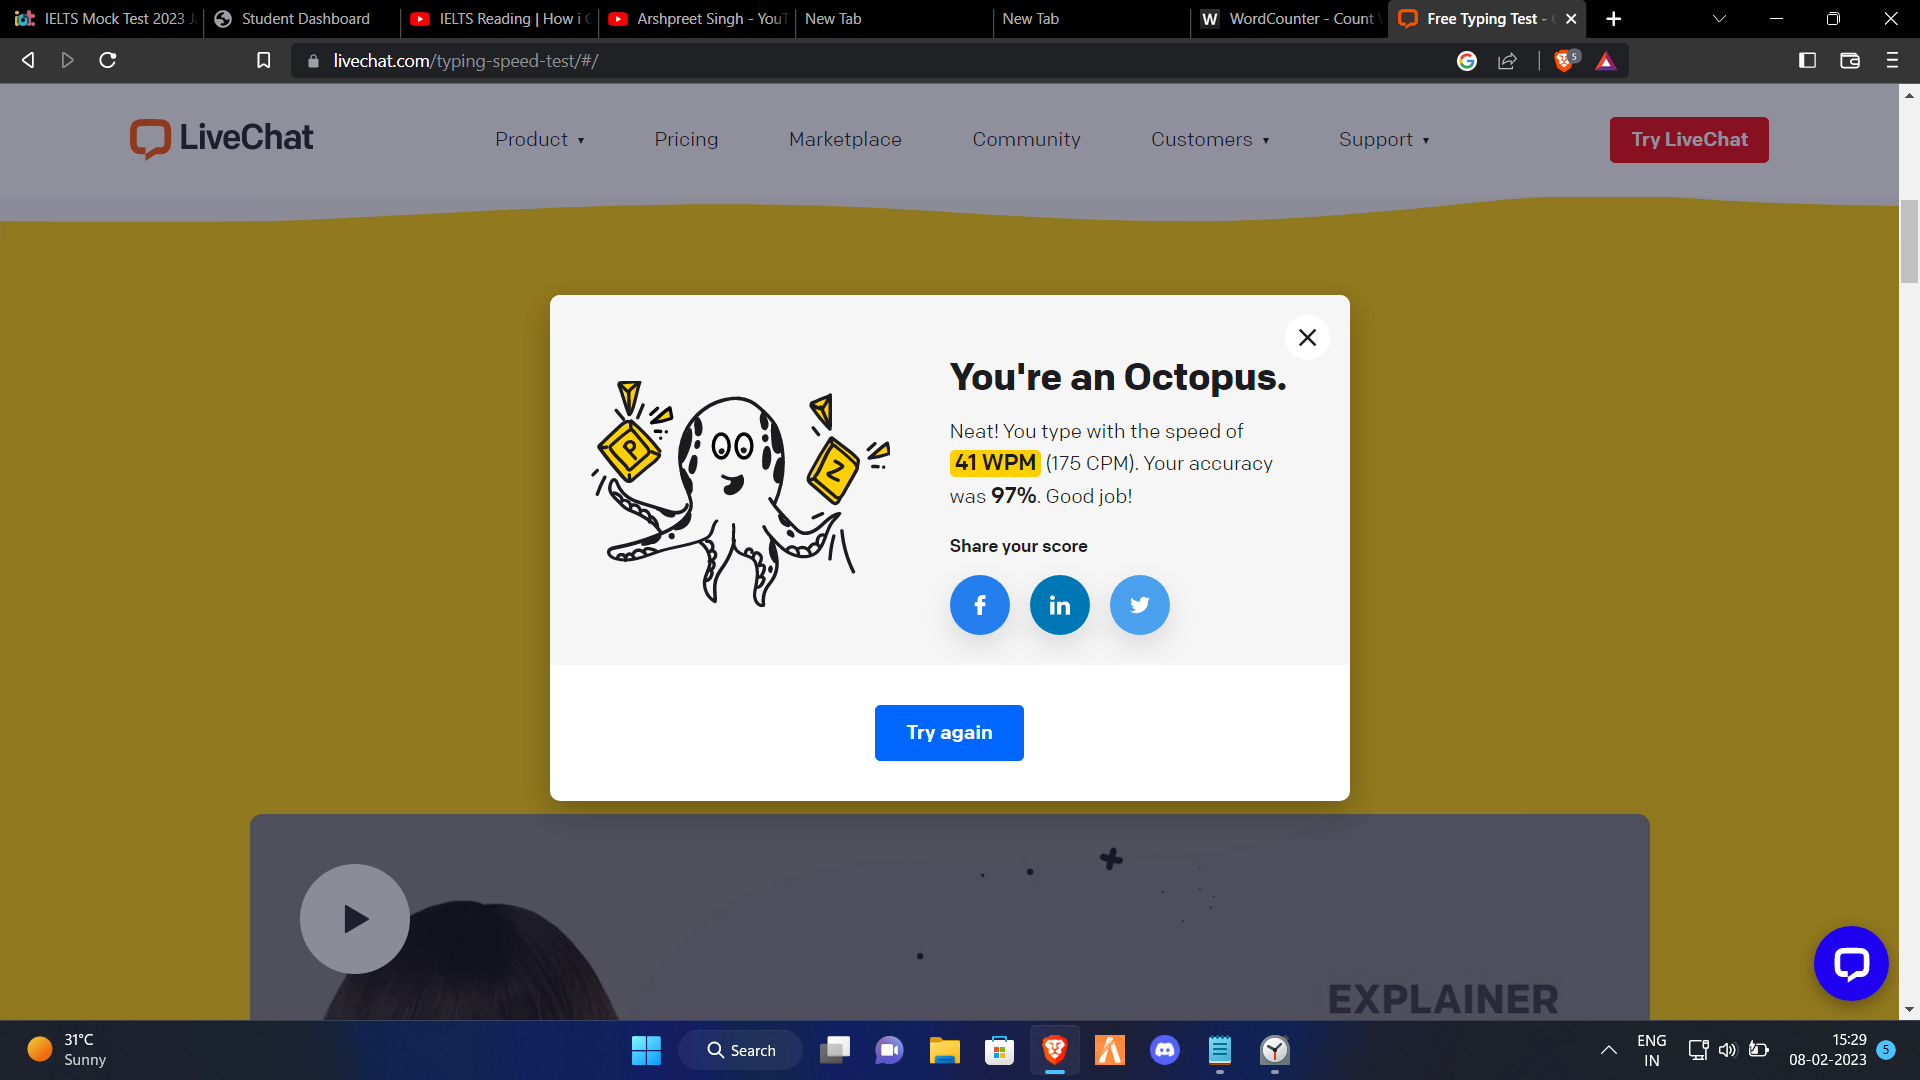 IELTS Mock Test 2023
Student Dashboard
IELTS Reading | How i
Arshpreet Singh - You
New Tab
New Tab
WordCounter - Count
Free Typing Test -
livechat.com/typing-speed-test/#/
5
LiveChat
Product
Pricing
Marketplace
Community
Customers
Support
Try LiveChat
P
Z
You're an Octopus.
Neat! You type with the speed of
41 WPM (175 CPM). Your accuracy
was 97%. Good job!
Share your score
Try again
EXPLAINER
31°C
Sunny
Search
ENG
IN
15:29
08-02-2023
5